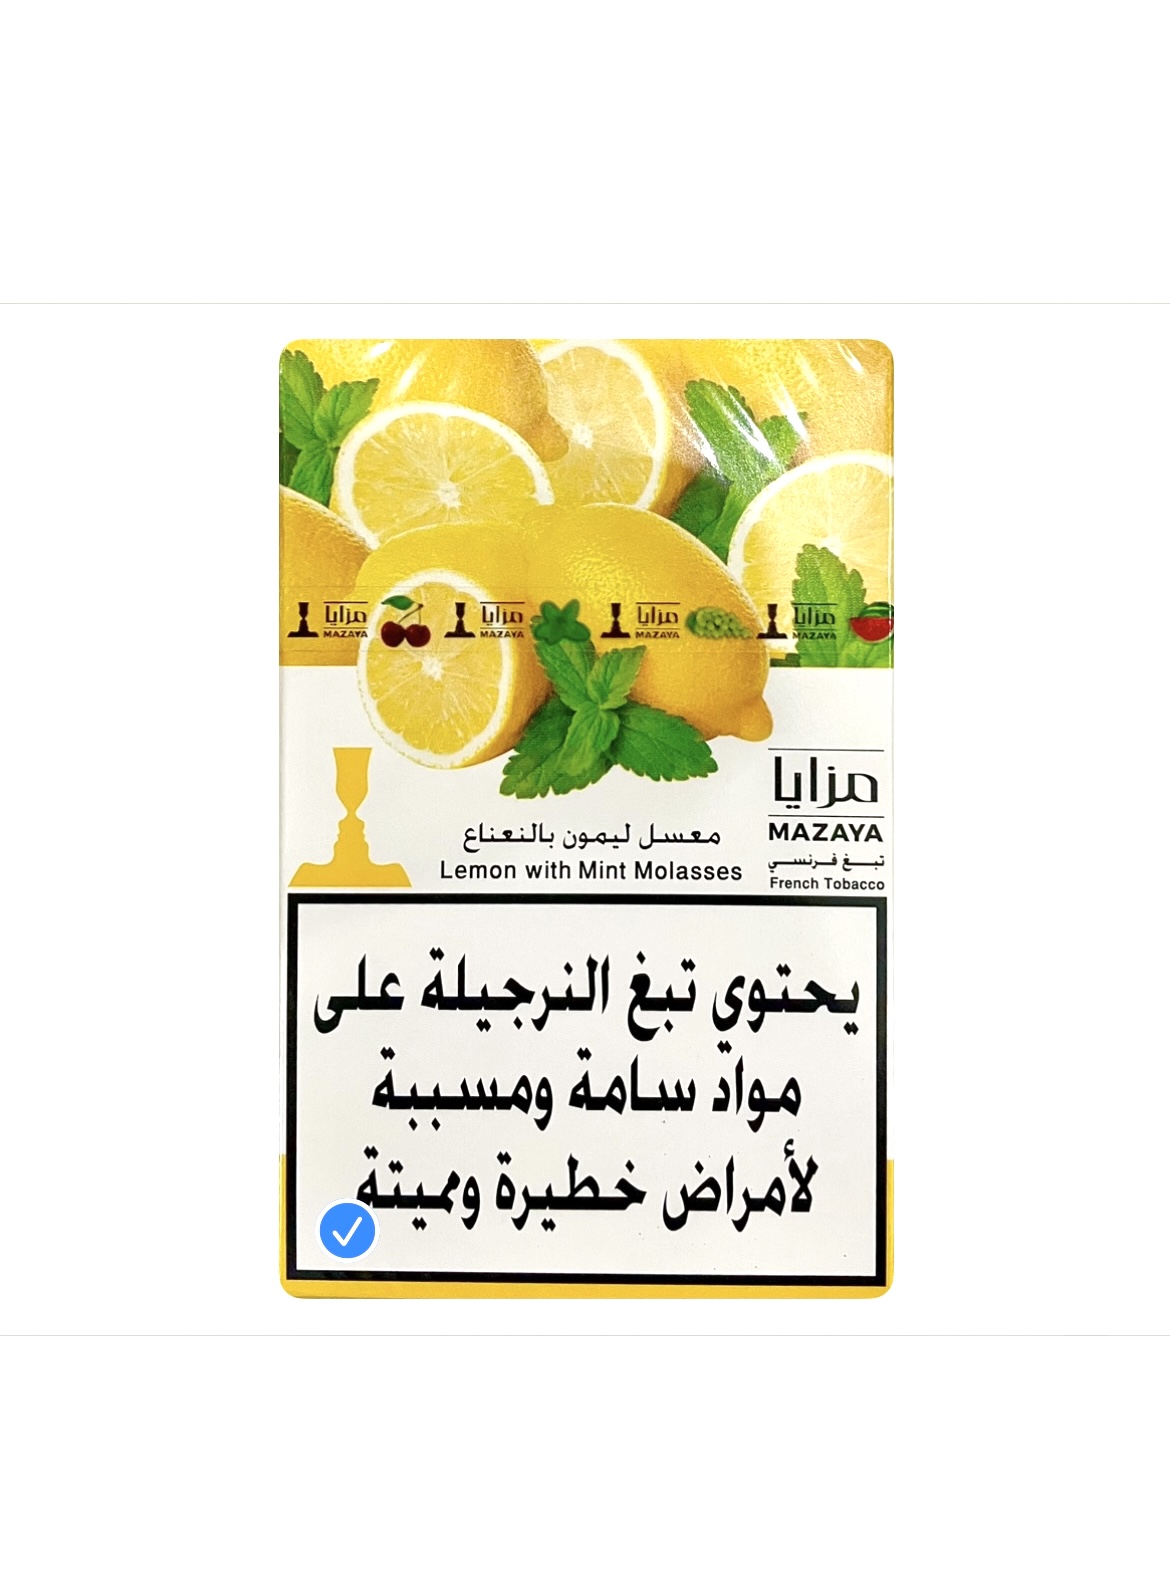 مزايا MAZAYA مزايا MAZAYA مزايا MAZAYA مزايا MAZAYA
مزايا
MAZAYA
تبغ فرنسي
French Tobacco
معسل ليمون بالنعناع
Lemon with Mint Molasses
يحتوي تبغ النرجيلة على
مواد سامة ومسببة
لأمراض خطيرة ومميتة